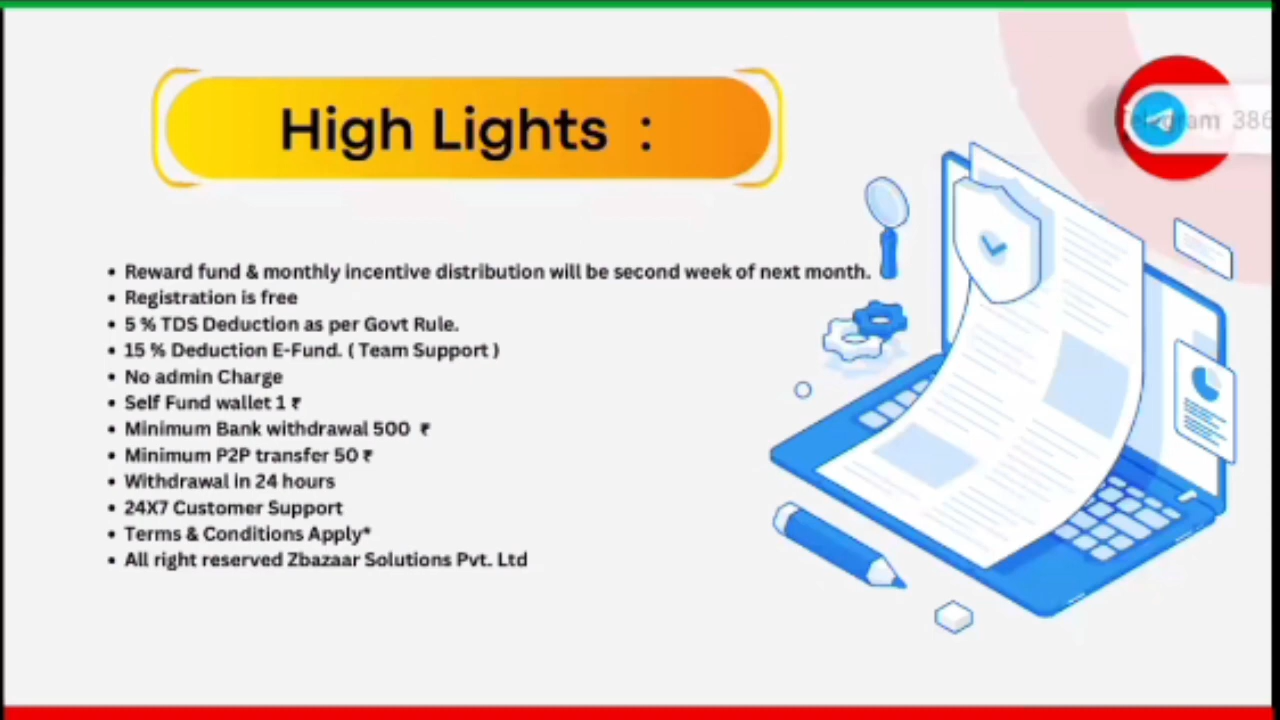 High Lights :
Telegram 386
• Reward fund & monthly incentive distribution will be second week of next month.
• Registration is free
• 5 % TDS Deduction as per Govt Rule.
• 15 % Deduction E-Fund. ( Team Support )
• No admin Charge
• Self Fund wallet 1 ₹
• Minimum Bank withdrawal 500 ₹
• Minimum P2P transfer 50 ₹
• Withdrawal in 24 hours
• 24X7 Customer Support
• Terms & Conditions Apply*
• All right reserved Zbazaar Solutions Pvt. Ltd